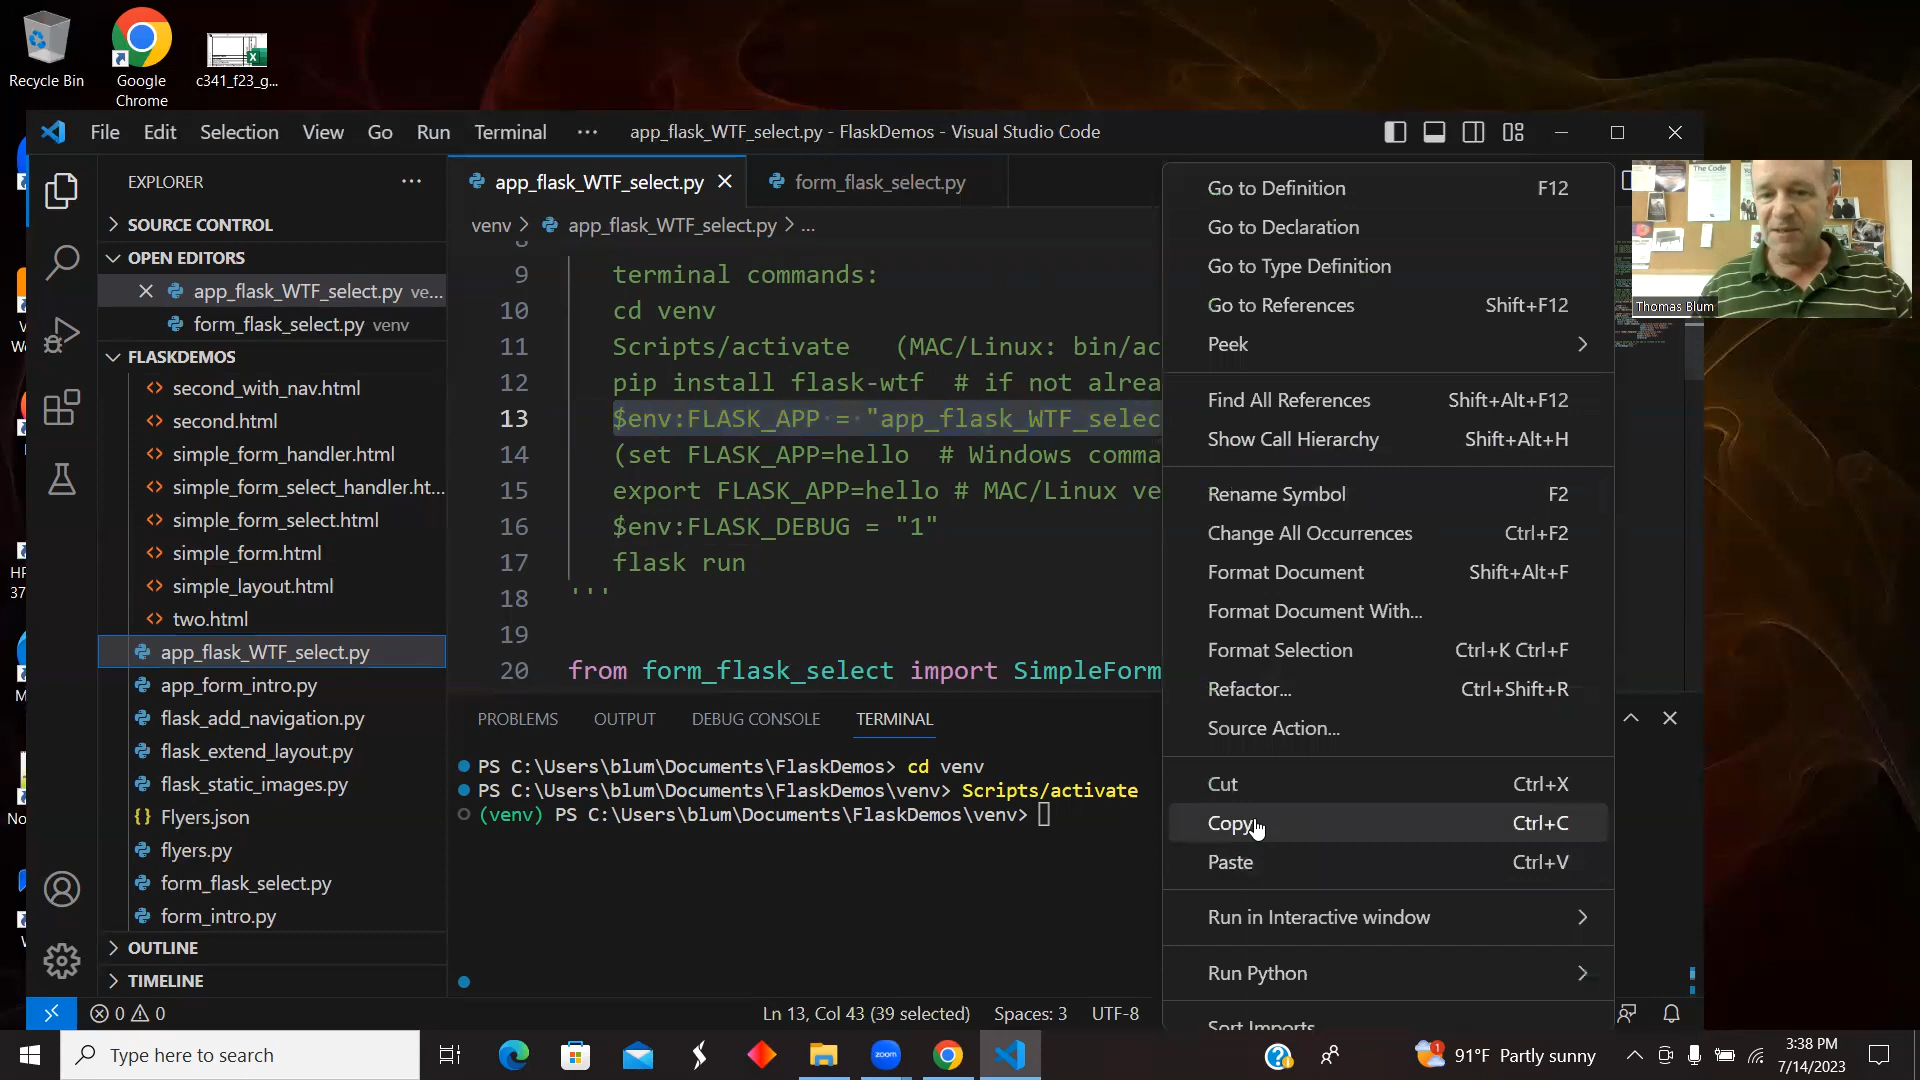 Recycle Bin
Google
Chrome
c341_f23_g...
File Edit Selection View Go Run Terminal ... app_flask_WTF_select.py - FlaskDemos - Visual Studio Code
EXPLORER
SOURCE CONTROL
OPEN EDITORS
app_flask_WTF_select.py ve...
form_flask_select.py venv
FLASKDEMOS
second_with_nav.html
second.html
simple_form_handler.html
simple_form_select_handler.ht...
simple_form_select.html
simple_form.html
simple_layout.html
two.html
app_flask_WTF_select.py
app_form_intro.py
flask_add_navigation.py
flask_extend_layout.py
flask_static_images.py
Flyers.json
flyers.py
form_flask_select.py
form_intro.py
OUTLINE
TIMELINE
app_flask_WTF_select.py form_flask_select.py
venv > app_flask_WTF_select.py > ...
9 terminal commands:
10 cd venv
11 Scripts/activate (MAC/Linux: bin/ac
12 pip install flask-wtf # if not alrea
13 $env:FLASK_APP = "app_flask_WTF_selec
14 (set FLASK_APP=hello # Windows comma
15 export FLASK_APP=hello # MAC/Linux ve
16 $env:FLASK_DEBUG = "1"
17 flask run
18 '''
19
20 from form_flask_select import SimpleForm
PROBLEMS OUTPUT DEBUG CONSOLE TERMINAL
PS C:\Users\blum\Documents\FlaskDemos> cd venv
PS C:\Users\blum\Documents\FlaskDemos\venv> Scripts/activate
(venv) PS C:\Users\blum\Documents\FlaskDemos\venv>
Go to Definition F12
Go to Declaration
Go to Type Definition
Go to References Shift+F12
Peek
Find All References Shift+Alt+F12
Show Call Hierarchy Shift+Alt+H
Rename Symbol F2
Change All Occurrences Ctrl+F2
Format Document Shift+Alt+F
Format Document With...
Format Selection Ctrl+K Ctrl+F
Refactor... Ctrl+Shift+R
Source Action...
Cut Ctrl+X
Copy Ctrl+C
Paste Ctrl+V
Run in Interactive window
Run Python
Sort Imports
The Code
Thomas Blum
HP
37
0 0 Ln 13, Col 43 (39 selected) Spaces: 3 UTF-8
Type here to search
zoom
91°F Partly sunny
3:38 PM
7/14/2023